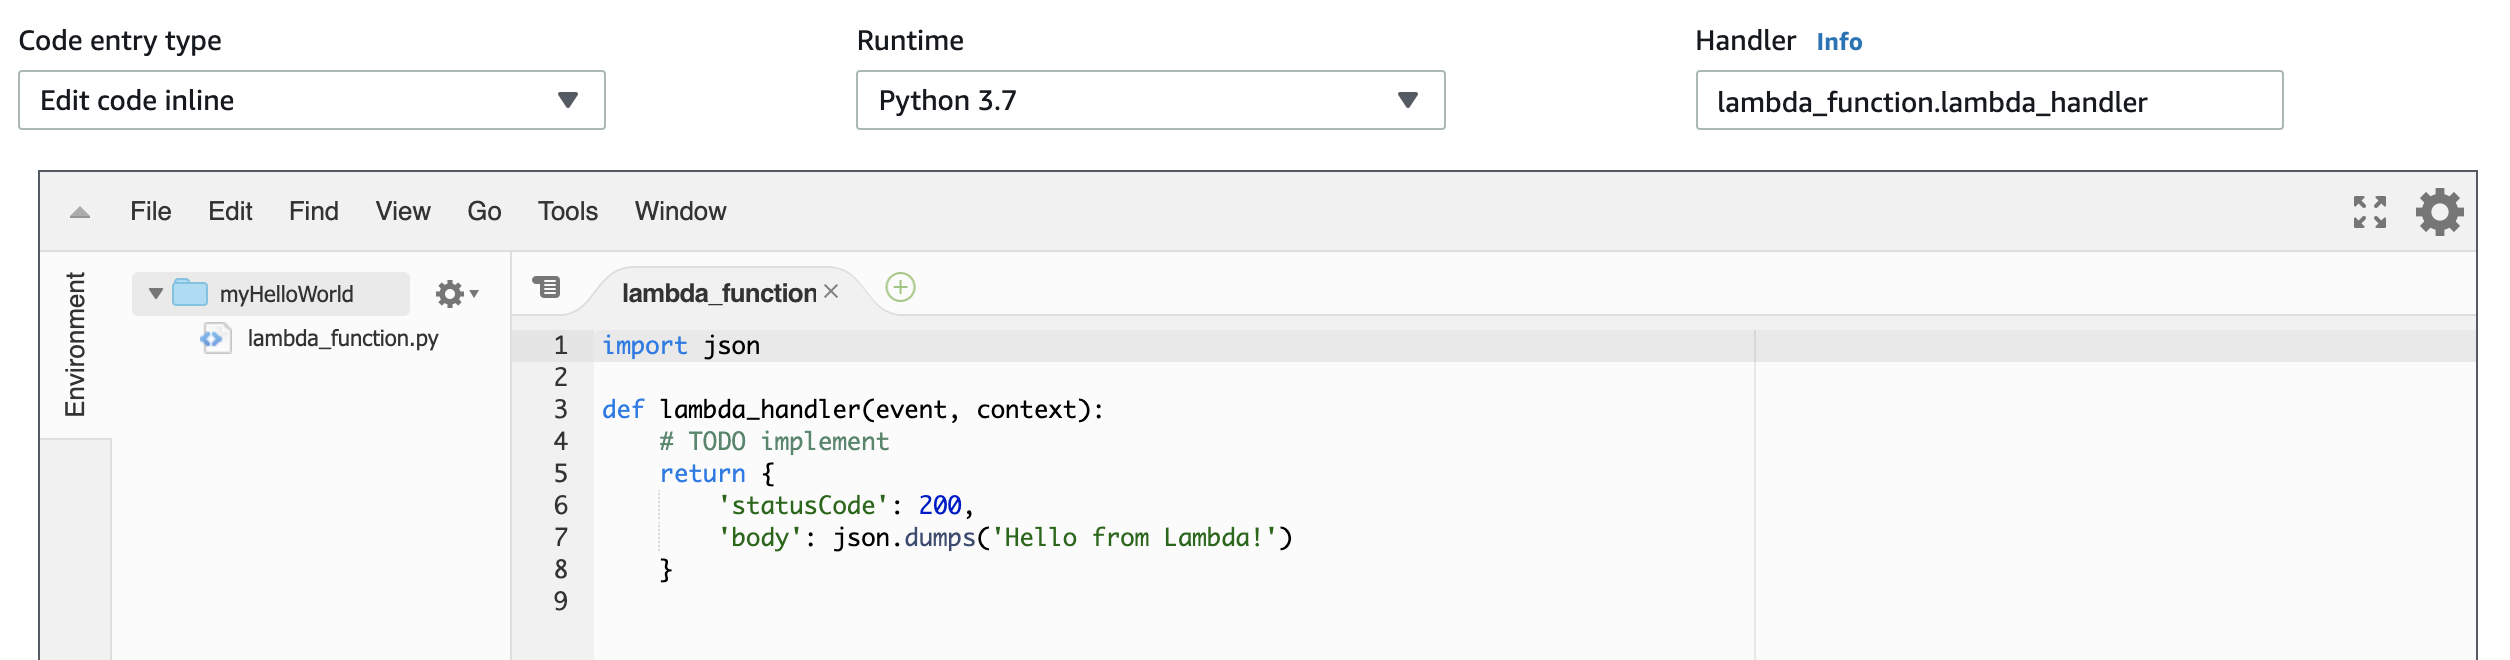 Code entry type
Runtime
Handler Info
Edit code inline
Python 3.7
lambda_function.lambda_handler
File Edit Find View Go Tools Window
Environment
myHelloWorld
lambda_function.py
lambda_function
1 import json
2
3 def lambda_handler(event, context):
4     # TODO implement
5     return {
6         'statusCode': 200,
7         'body': json.dumps('Hello from Lambda!')
8     }
9